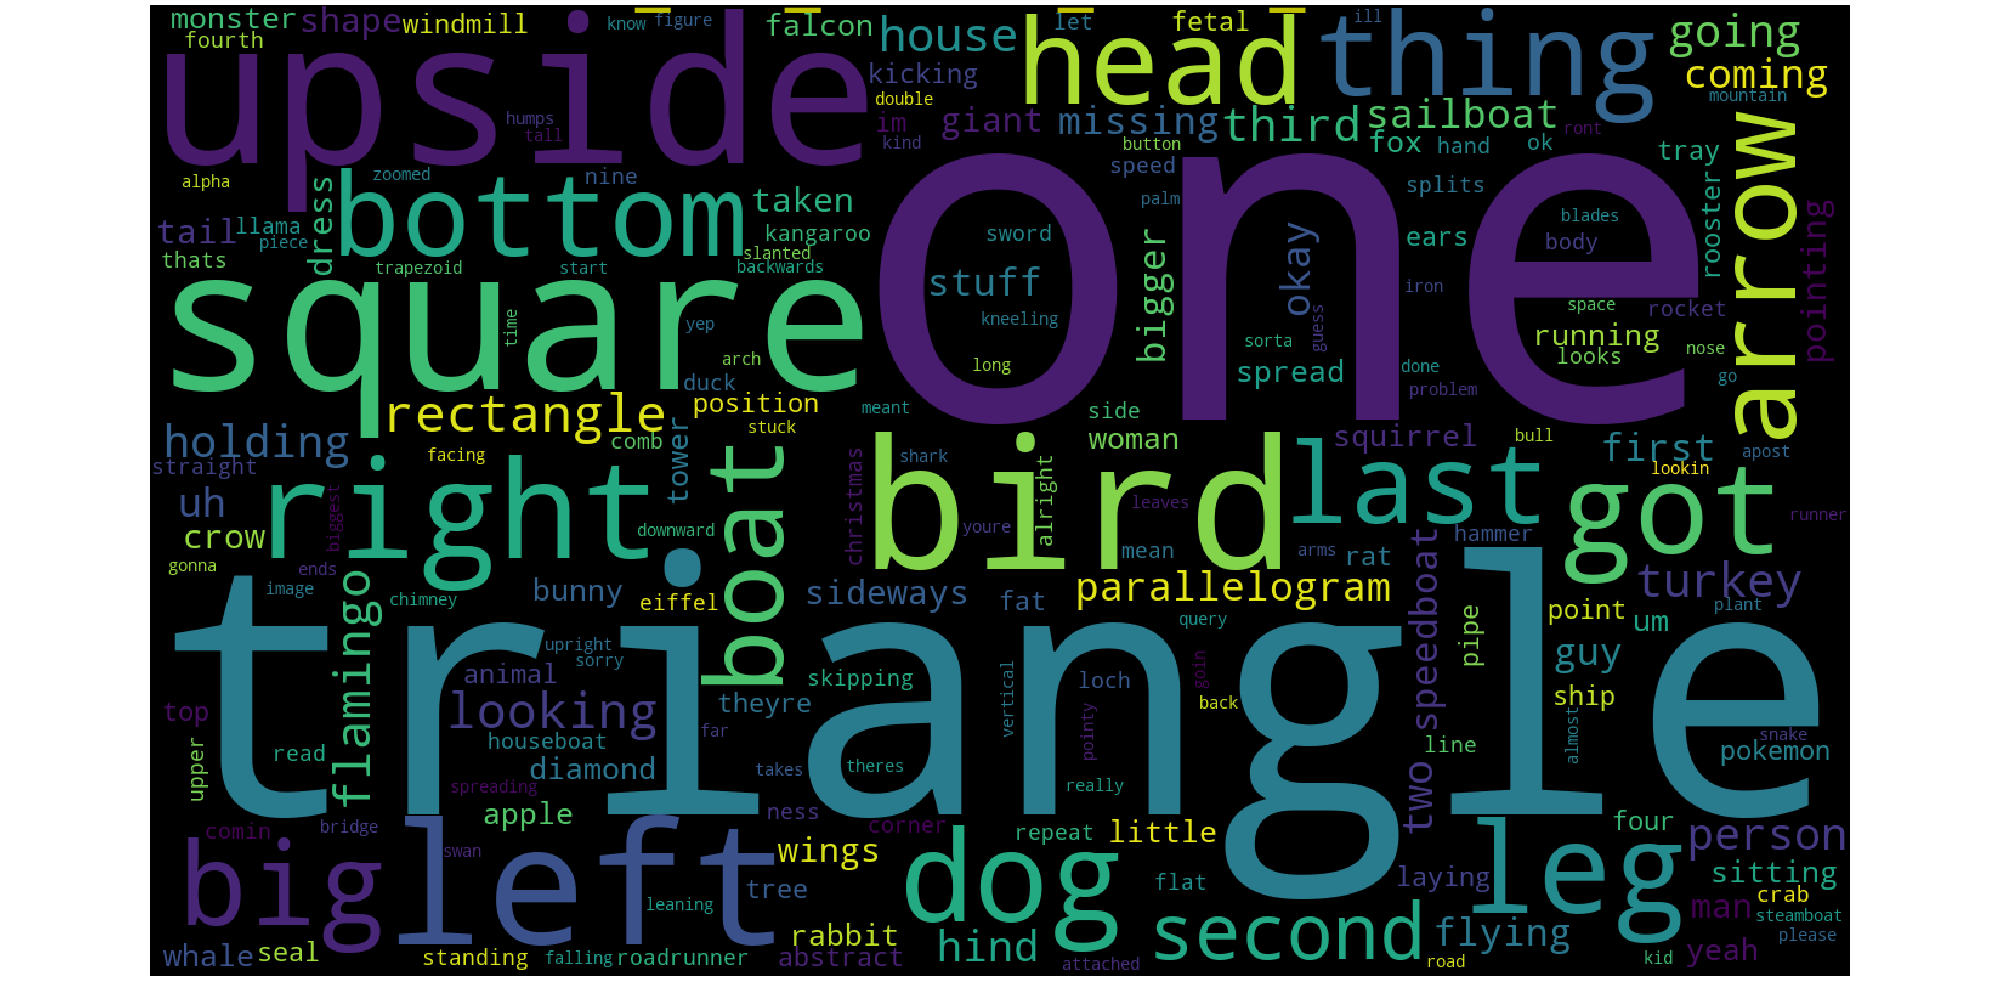 monster shape windmill know figure falcon house let fetal ill thing going
fourth upside kicking head coming
double humps tall im giant missing third sailboat mountain
kind button fox hand ok ront tray arrow
alpha zoomed nine speed splits
dress bottom taken palm one blades rooster pointing
tail llama piece kangaroo sword ears body
thats trapezoid start slanted backwards stuff bigger okay iron
square time yep kneeling guess space rocket
arch long sorta running looks nose
duck spread done problem go
rectangle position meant side
holding comb stuck woman squirrel bull first apost
straight facing tower boat christmas shark bird last lookin got
uh right biggest downward youre alright leaves hammer runner
crow mean arms rat
gonna ends image flamingo chimney bunny eiffel sideways fat parallelogram speedboat turkey
triangle query pipe point um plant
upright sorry animal skipping loch goin guy
top looking theyre vertical pointy back ship
upper read houseboat far line almost snake pokemon
diamond takes theres really two
spreading apple ness
comin bridge big left corner repeat little four person
swan wings dog leg
tree leaning flat laying sitting crab
rabbit second man steamboat
whale seal standing falling roadrunner abstract hind attached flying road kid yeah please